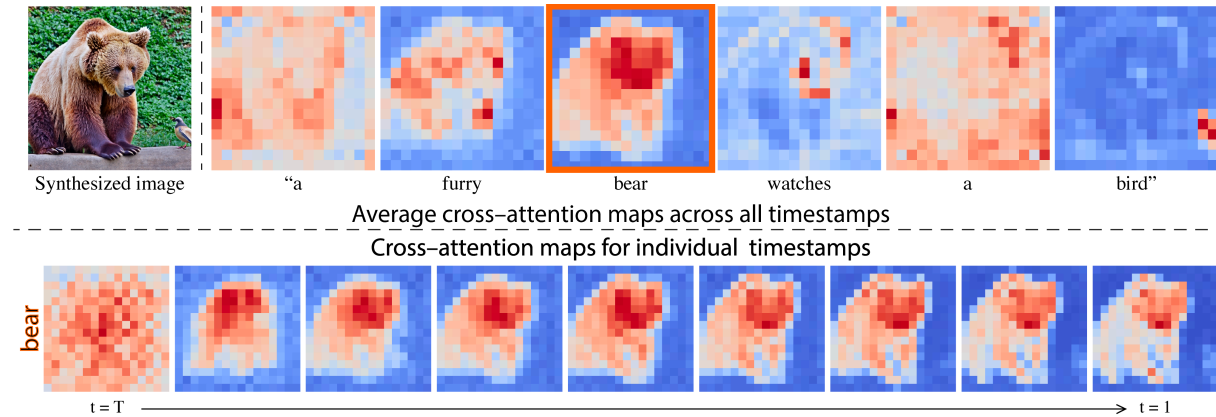 Synthesized image
“a
furry
bear
watches
a
bird”
Average cross–attention maps across all timestamps
Cross–attention maps for individual timestamps
bear
t = T
t = 1